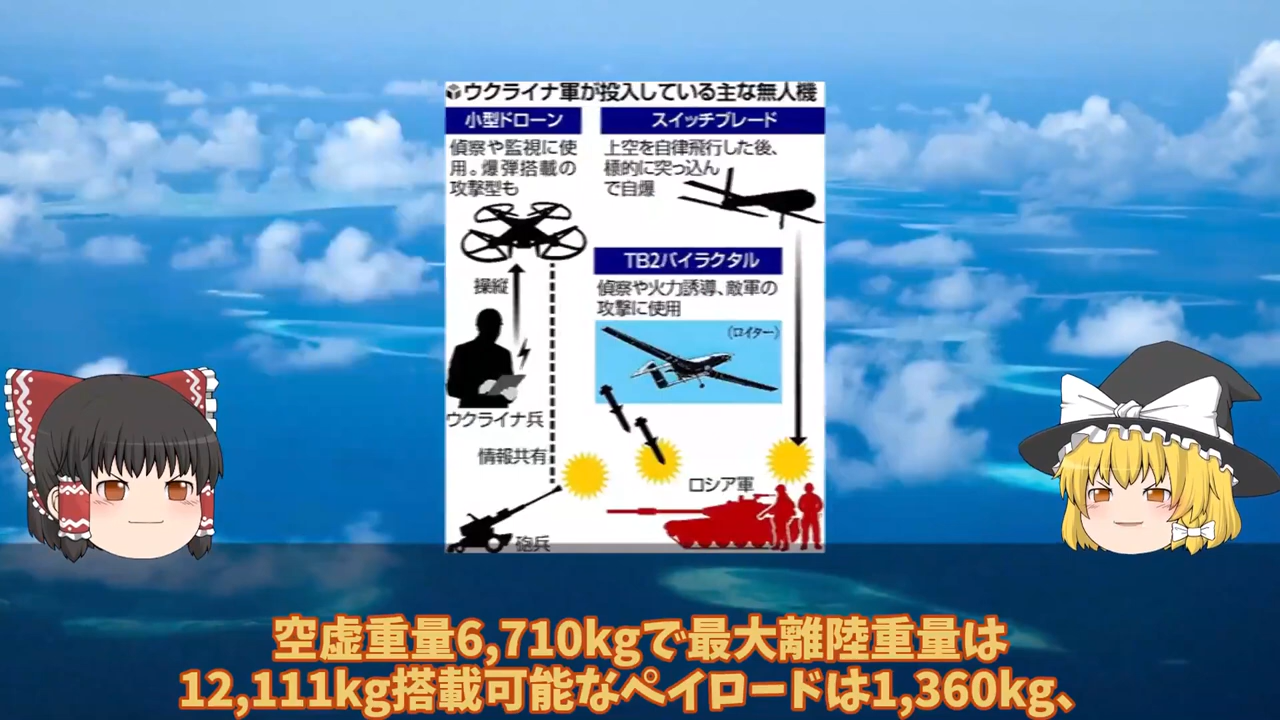 ウクライナ軍が投入している主な無人機
小型ドローン
偵察や監視に使
用。爆弾搭載の
攻撃型も
操縦
ウクライナ兵
情報共有
砲兵
スイッチブレード
上空を自律飛行した後、
標的に突っ込ん
で自爆
TB2バイラクタル
偵察や火力誘導、敵軍の
攻撃に使用
(ロイター)
ロシア軍
空虚重量6,710kgで最大離陸重量は
12,111kg搭載可能なペイロードは1,360kg、